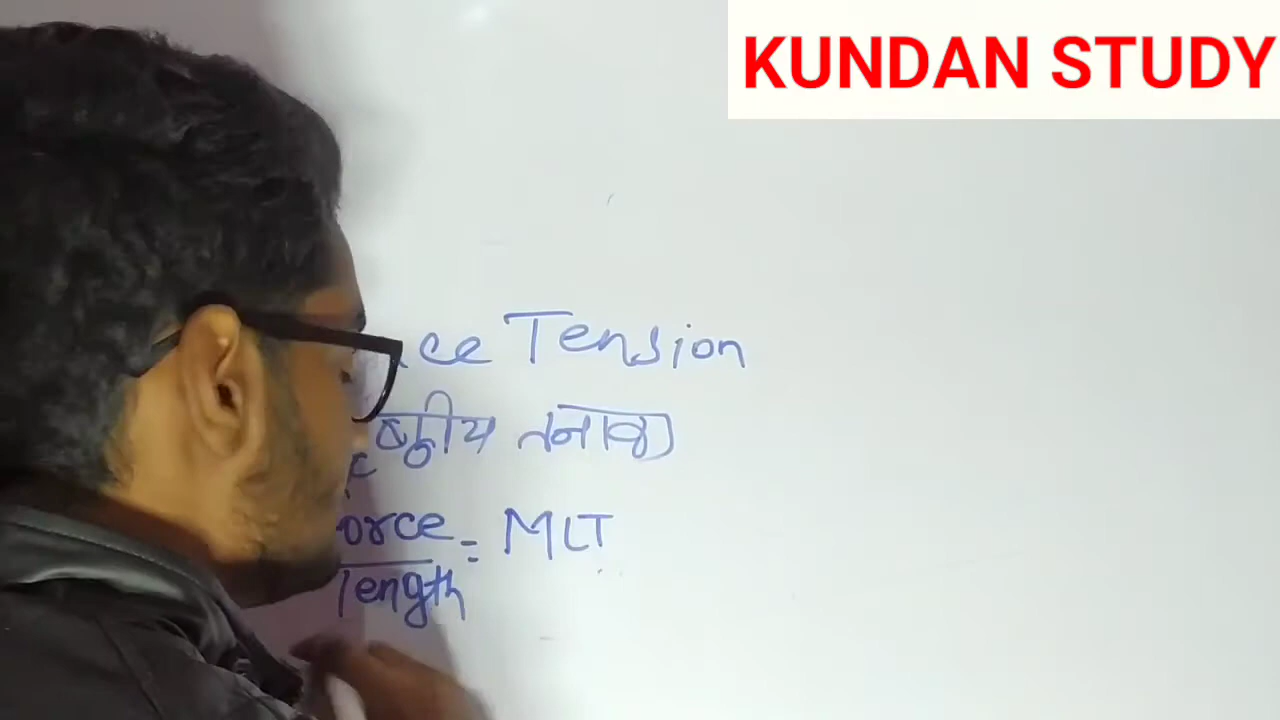 KUNDAN STUDY
ce Tension
ष्ठीय तनाव
orce = MLT
length